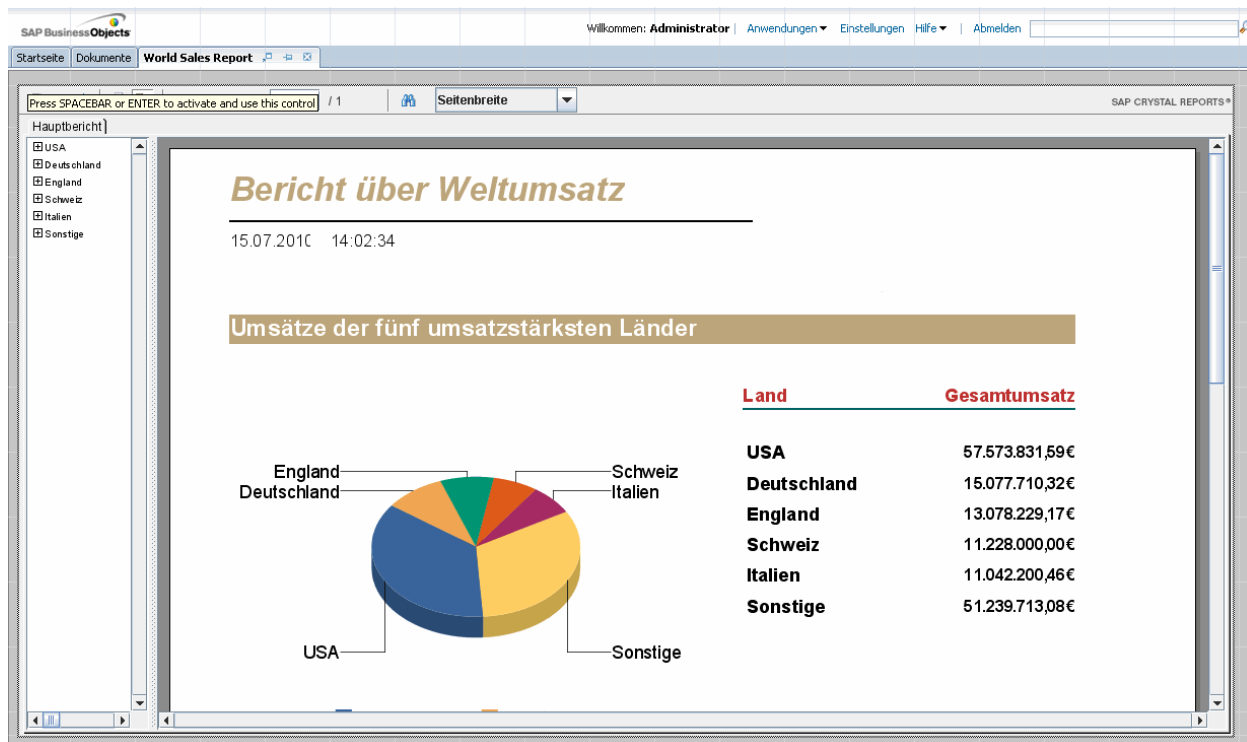 SAP BusinessObjects
Willkommen: Administrator | Anwendungen Einstellungen Hilfe | Abmelden
Startseite Dokumente World Sales Report
Press SPACEBAR or ENTER to activate and use this control / 1 Seitenbreite SAP CRYSTAL REPORTS®
Hauptbericht
USA
Deutschland
England
Schweiz
Italien
Sonstige
Bericht über Weltumsatz
14:02:34
Umsätze der fünf umsatzstärksten Länder
Land Gesamtumsatz
USA 57.573.831,59€
Deutschland 15.077.710,32€
England 13.078.229,17€
Schweiz 11.228.000,00€
Italien 11.042.200,46€
Sonstige 51.239.713,08€
England
Deutschland
Schweiz
Italien
USA
Sonstige